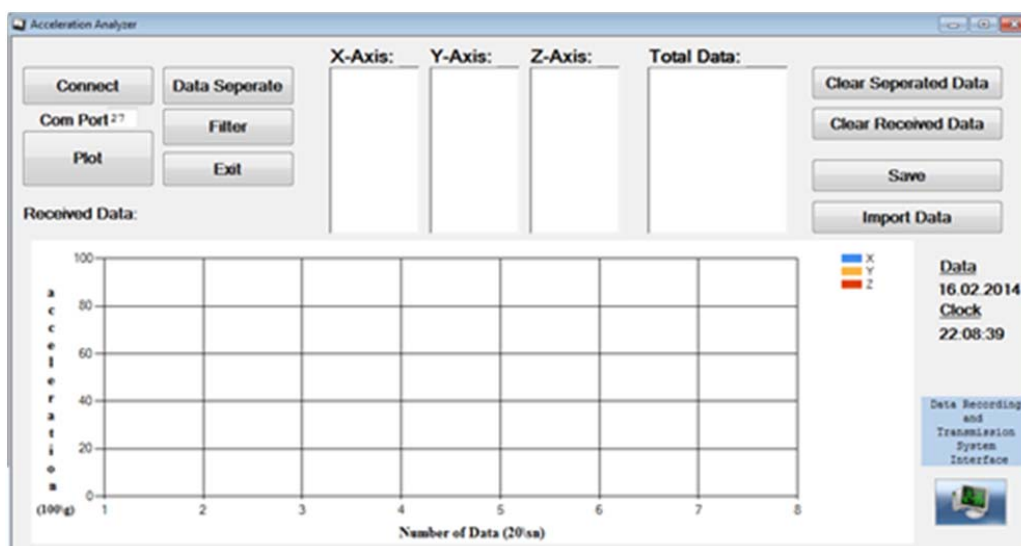 Acceleration Analyzer
X-Axis: Y-Axis: Z-Axis: Total Data:
Connect Data Seperate Clear Seperated Data
Com Port 27 Filter Clear Received Data
Plot Exit Save
Received Data: Import Data
100
80
60
40
20
0
acceleration
(100\g)
1 2 3 4 5 6 7 8
Number of Data (20\sn)
X
Y
Z
Data
16.02.2014
Clock
22:08:39
Data Recording
and
Transmission
System
Interface